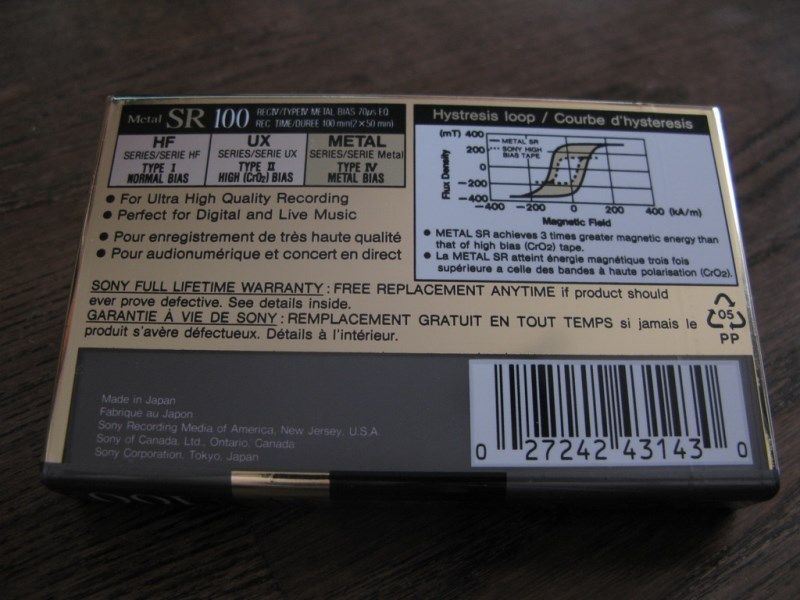 Metal SR 100 REC IV/TYPE IV METAL BIAS 70μs EQ
REC TIME/DUREE 100 min (2×50 min)
HF
SERIES/SERIE HF
TYPE I
NORMAL BIAS
UX
SERIES/SERIE UX
TYPE II
HIGH (CrO₂) BIAS
METAL
SERIES/SERIE Metal
TYPE IV
METAL BIAS
● For Ultra High Quality Recording
● Perfect for Digital and Live Music
● Pour enregistrement de très haute qualité
● Pour audionumérique et concert en direct
Hystresis loop / Courbe d'hysteresis
(mT) 400
200
0
-200
-400
Flux Density
METAL SR
SONY HIGH
BIAS TAPE
-400 -200 0 200 400 (kA/m)
Magnetic Field
● METAL SR achieves 3 times greater magnetic energy than
that of high bias (CrO₂) tape.
● La METAL SR atteint énergie magnétique trois fois
supérieure a celle des bandes à haute polarisation (CrO₂).
SONY FULL LIFETIME WARRANTY : FREE REPLACEMENT ANYTIME if product should
ever prove defective. See details inside.
GARANTIE À VIE DE SONY : REMPLACEMENT GRATUIT EN TOUT TEMPS si jamais le
produit s'avère défectueux. Détails à l'intérieur.
05
PP
Made in Japan
Fabrique au Japon
Sony Recording Media of America, New Jersey, U.S.A.
Sony of Canada, Ltd., Ontario, Canada
Sony Corporation, Tokyo, Japan
0 27242 43143 0
100